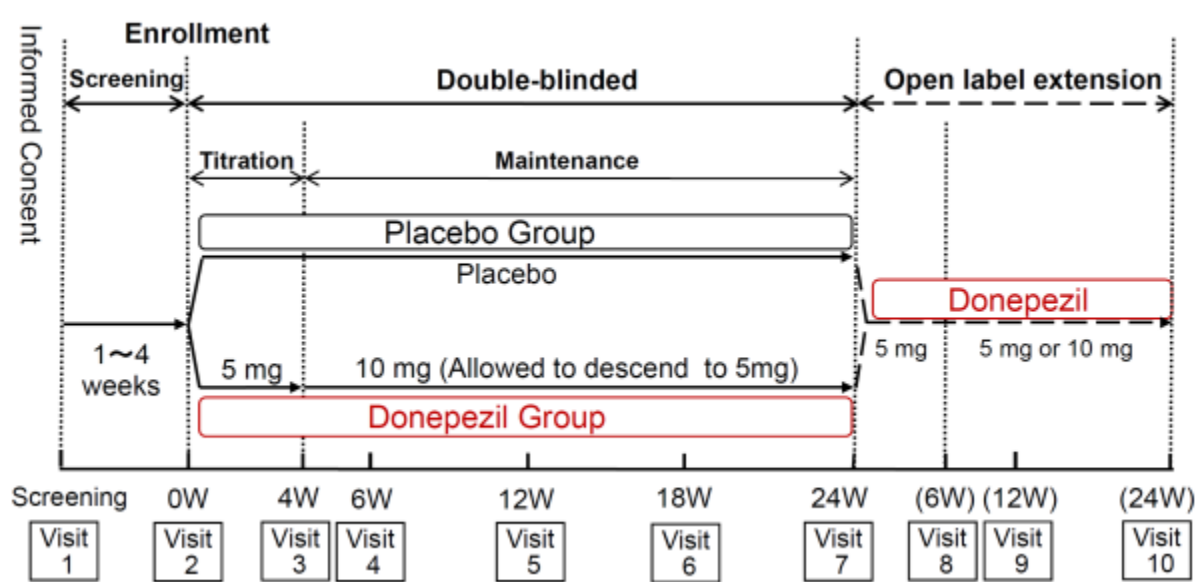 Informed Consent
Enrollment
Screening
Double-blinded
Open label extension
Titration
Maintenance
Placebo Group
Placebo
Donepezil
1~4
weeks
5 mg
10 mg (Allowed to descend to 5mg)
5 mg
5 mg or 10 mg
Donepezil Group
Screening 0W 4W 6W 12W 18W 24W (6W) (12W) (24W)
Visit 1
Visit 2
Visit 3
Visit 4
Visit 5
Visit 6
Visit 7
Visit 8
Visit 9
Visit 10